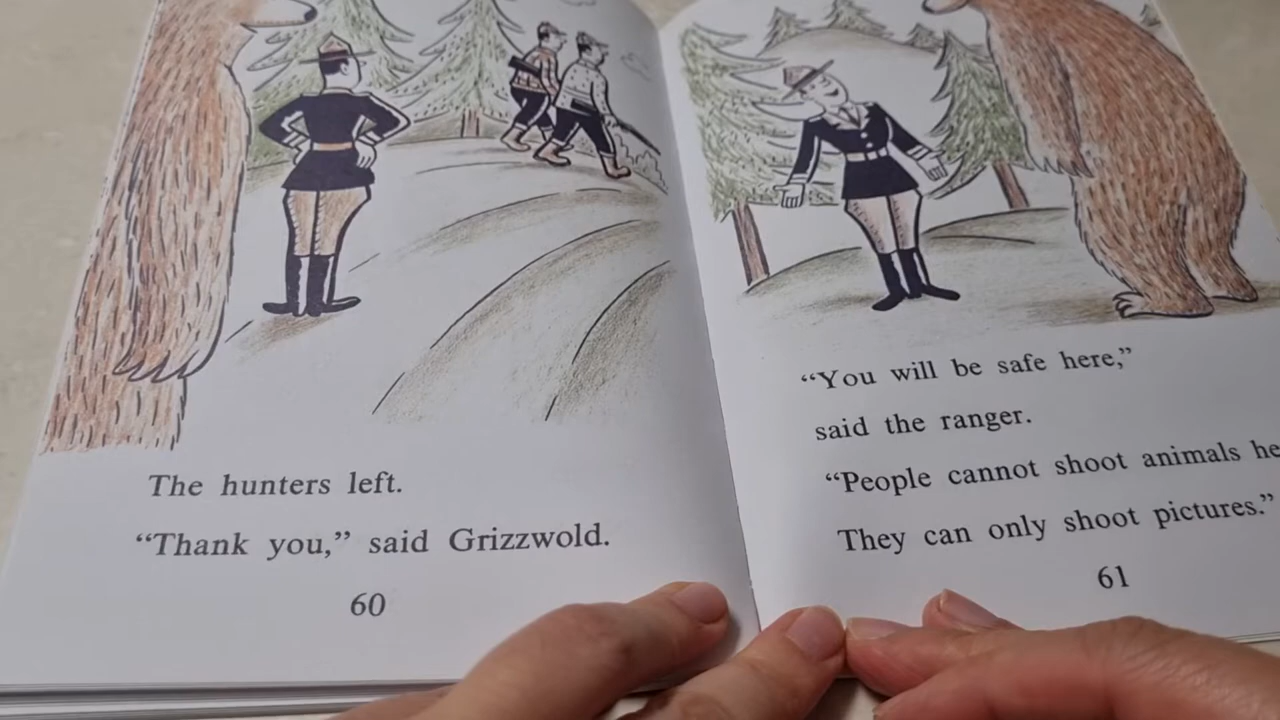 The hunters left.
“Thank you,” said Grizzwold.
60
“You will be safe here,”
said the ranger.
“People cannot shoot animals he
They can only shoot pictures.”
61